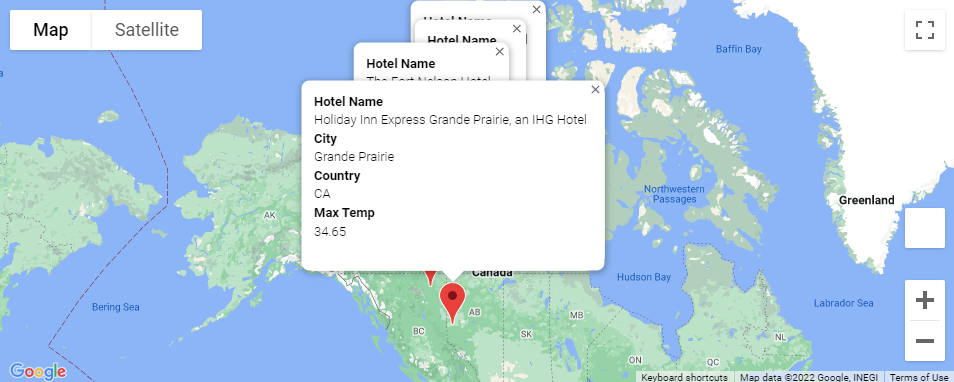 Map
Satellite
Hotel Name
Hotel Name
Hotel Name
The Fort Nelson Hotel
Hotel Name
Holiday Inn Express Grande Prairie, an IHG Hotel
City
Grande Prairie
Country
CA
Max Temp
34.65
Baffin Bay
Northwestern
Passages
Greenland
AK
Canada
Hudson Bay
Bering Sea
Labrador Sea
AB
MB
BC
SK
NL
ON
QC
Google
Keyboard shortcuts
Map data ©2022 Google, INEGI
Terms of Use